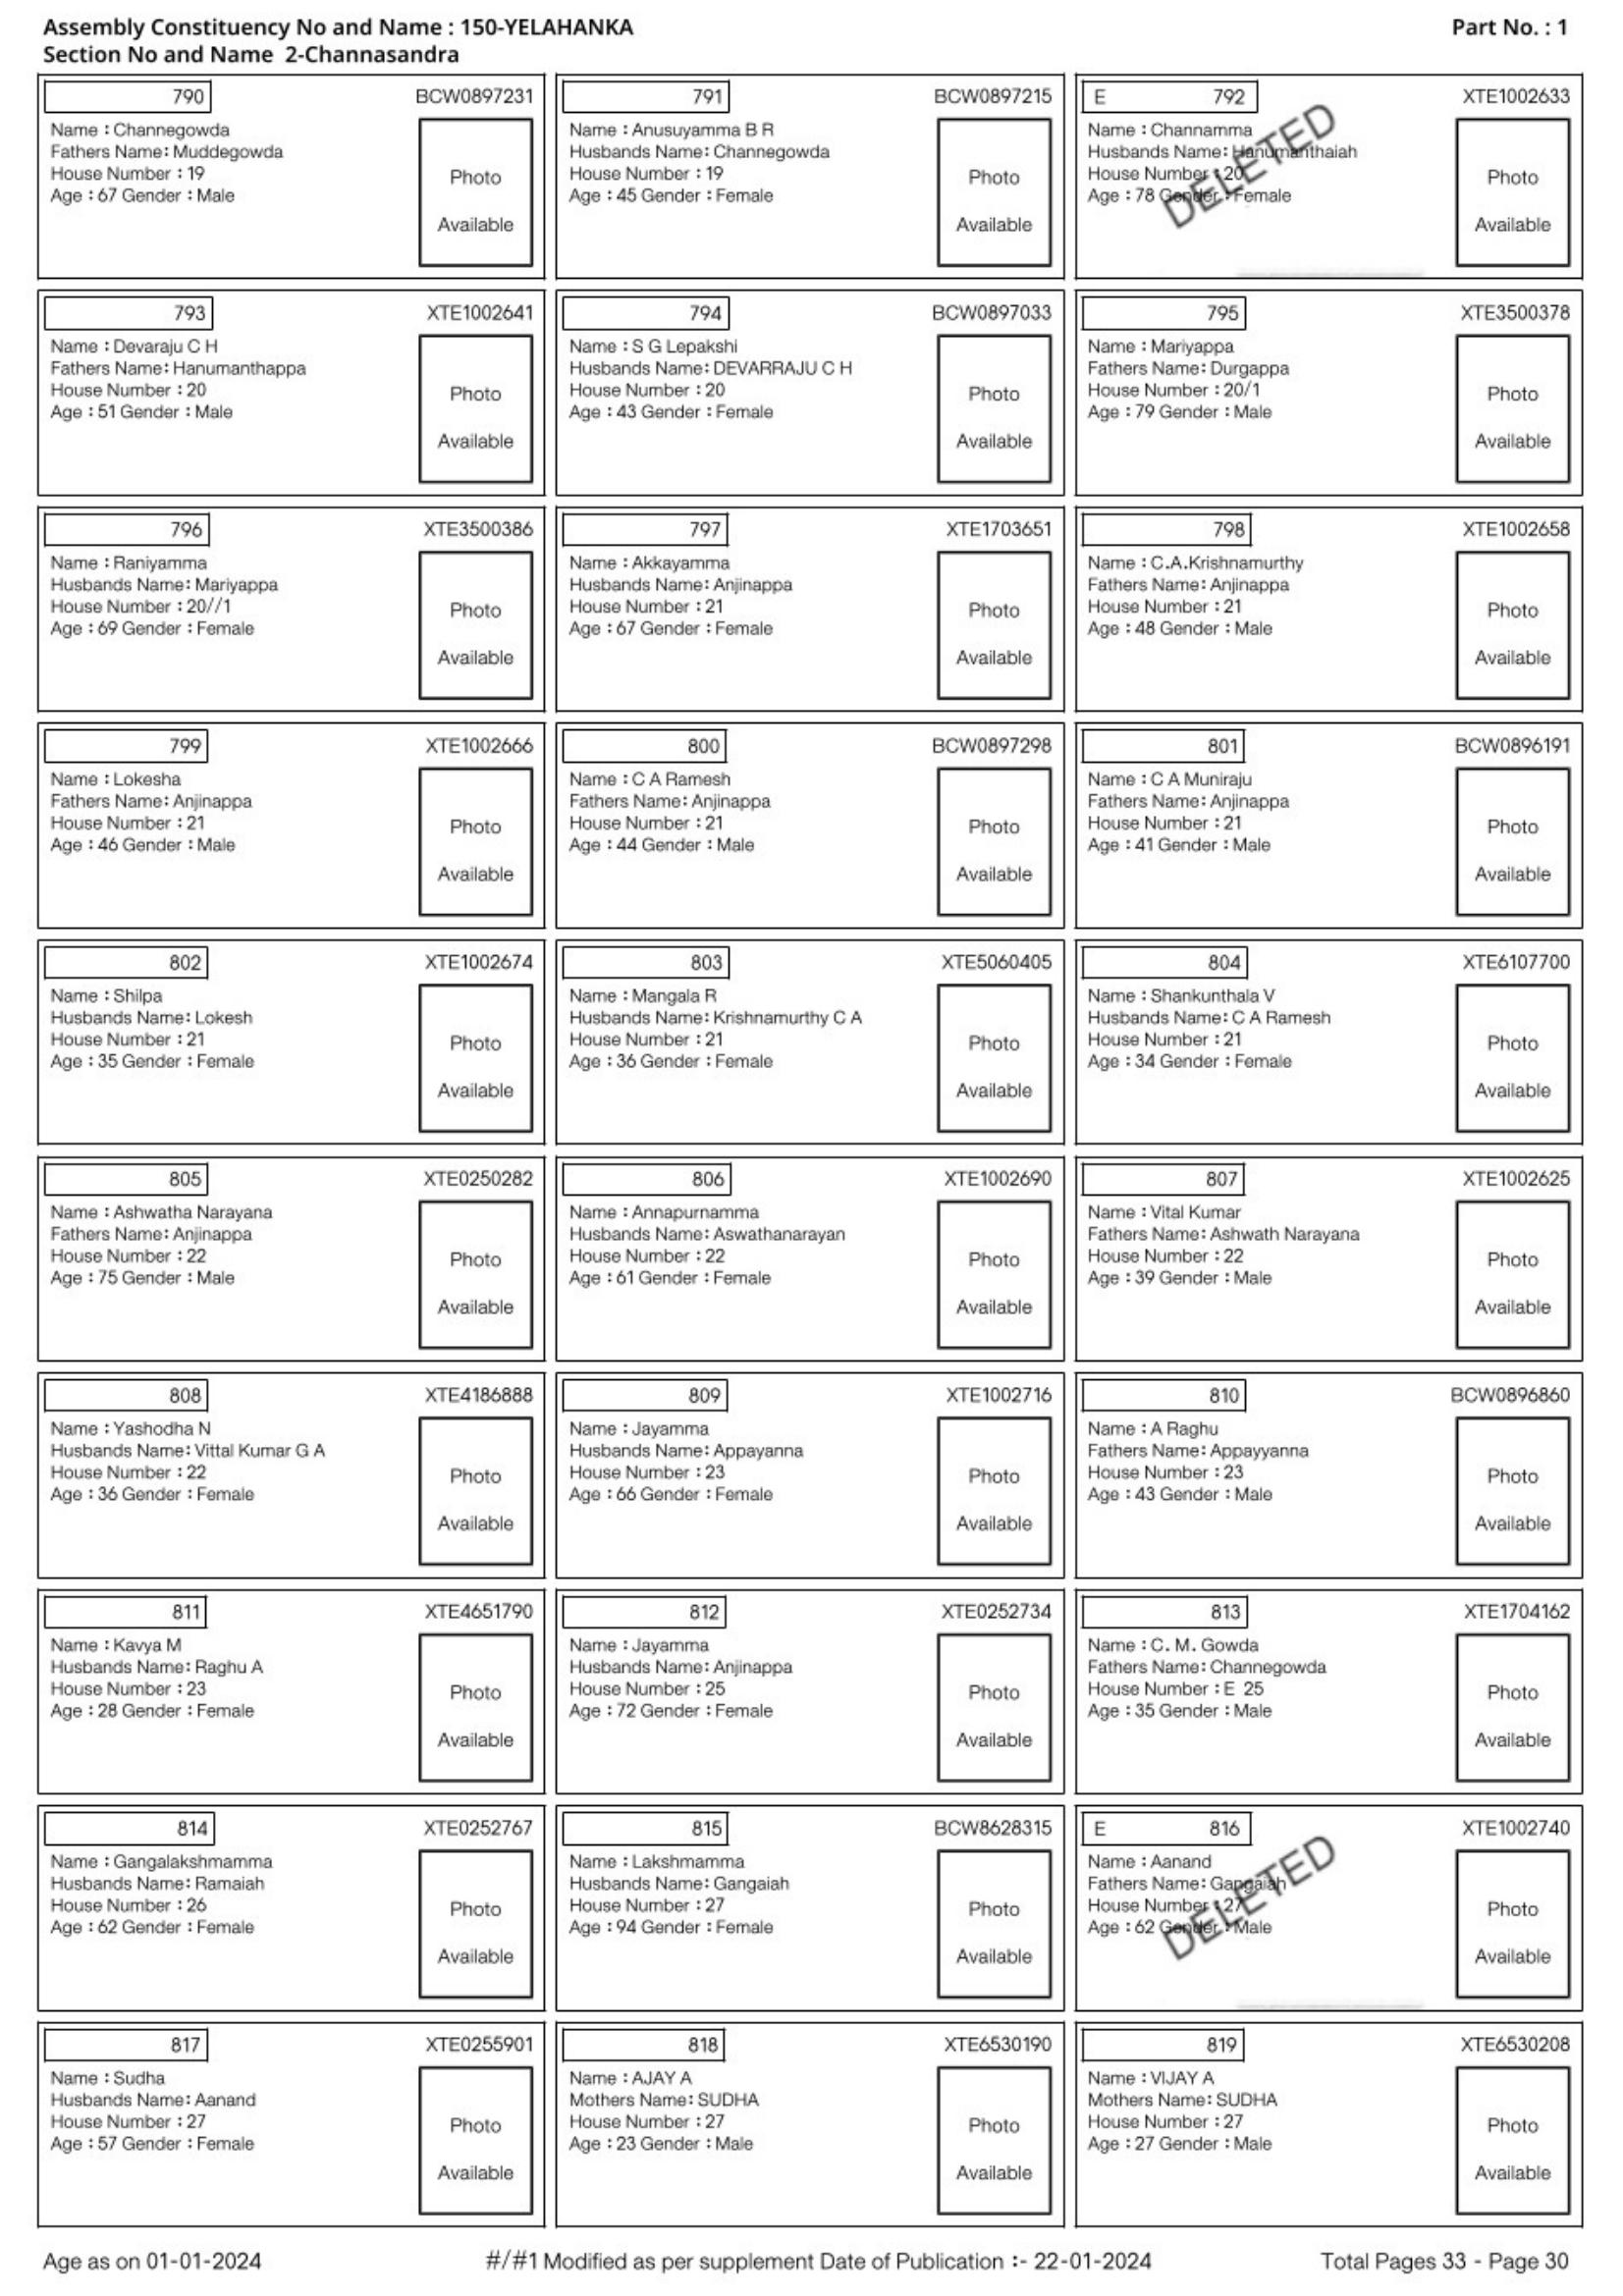 Assembly Constituency No and Name : 150-YELAHANKA
Part No. : 1
Section No and Name 2-Channasandra
790 BCW0897231
Name : Channegowda
Fathers Name: Muddegowda
House Number : 19
Age : 67 Gender : Male
Photo
Available
791 BCW0897215
Name : Anusuyamma B R
Husbands Name: Channegowda
House Number : 19
Age : 45 Gender : Female
Photo
Available
E 792 XTE1002633
Name : Channamma
Husbands Name: Hanumanthaiah
House Number : 20
Age : 78 Gender : Female
DELETED
Photo
Available
793 XTE1002641
Name : Devaraju C H
Fathers Name: Hanumanthappa
House Number : 20
Age : 51 Gender : Male
Photo
Available
794 BCW0897033
Name : S G Lepakshi
Husbands Name: DEVARRAJU C H
House Number : 20
Age : 43 Gender : Female
Photo
Available
795 XTE3500378
Name : Mariyappa
Fathers Name: Durgappa
House Number : 20/1
Age : 79 Gender : Male
Photo
Available
796 XTE3500386
Name : Raniyamma
Husbands Name: Mariyappa
House Number : 20//1
Age : 69 Gender : Female
Photo
Available
797 XTE1703651
Name : Akkayamma
Husbands Name: Anjinappa
House Number : 21
Age : 67 Gender : Female
Photo
Available
798 XTE1002658
Name : C.A.Krishnamurthy
Fathers Name: Anjinappa
House Number : 21
Age : 48 Gender : Male
Photo
Available
799 XTE1002666
Name : Lokesha
Fathers Name: Anjinappa
House Number : 21
Age : 46 Gender : Male
Photo
Available
800 BCW0897298
Name : C A Ramesh
Fathers Name: Anjinappa
House Number : 21
Age : 44 Gender : Male
Photo
Available
801 BCW0896191
Name : C A Muniraju
Fathers Name: Anjinappa
House Number : 21
Age : 41 Gender : Male
Photo
Available
802 XTE1002674
Name : Shilpa
Husbands Name: Lokesh
House Number : 21
Age : 35 Gender : Female
Photo
Available
803 XTE5060405
Name : Mangala R
Husbands Name: Krishnamurthy C A
House Number : 21
Age : 36 Gender : Female
Photo
Available
804 XTE6107700
Name : Shankunthala V
Husbands Name: C A Ramesh
House Number : 21
Age : 34 Gender : Female
Photo
Available
805 XTE0250282
Name : Ashwatha Narayana
Fathers Name: Anjinappa
House Number : 22
Age : 75 Gender : Male
Photo
Available
806 XTE1002690
Name : Annapurnamma
Husbands Name: Aswathanarayan
House Number : 22
Age : 61 Gender : Female
Photo
Available
807 XTE1002625
Name : Vital Kumar
Fathers Name: Ashwath Narayana
House Number : 22
Age : 39 Gender : Male
Photo
Available
808 XTE4186888
Name : Yashodha N
Husbands Name: Vittal Kumar G A
House Number : 22
Age : 36 Gender : Female
Photo
Available
809 XTE1002716
Name : Jayamma
Husbands Name: Appayanna
House Number : 23
Age : 66 Gender : Female
Photo
Available
810 BCW0896860
Name : A Raghu
Fathers Name: Appayyanna
House Number : 23
Age : 43 Gender : Male
Photo
Available
811 XTE4651790
Name : Kavya M
Husbands Name: Raghu A
House Number : 23
Age : 28 Gender : Female
Photo
Available
812 XTE0252734
Name : Jayamma
Husbands Name: Anjinappa
House Number : 25
Age : 72 Gender : Female
Photo
Available
813 XTE1704162
Name : C. M. Gowda
Fathers Name: Channegowda
House Number : E 25
Age : 35 Gender : Male
Photo
Available
814 XTE0252767
Name : Gangalakshmamma
Husbands Name: Ramaiah
House Number : 26
Age : 62 Gender : Female
Photo
Available
815 BCW8628315
Name : Lakshmamma
Husbands Name: Gangaiah
House Number : 27
Age : 94 Gender : Female
Photo
Available
E 816 XTE1002740
Name : Aanand
Fathers Name: Gangaiah
House Number : 27
Age : 62 Gender : Male
DELETED
Photo
Available
817 XTE0255901
Name : Sudha
Husbands Name: Aanand
House Number : 27
Age : 57 Gender : Female
Photo
Available
818 XTE6530190
Name : AJAY A
Mothers Name: SUDHA
House Number : 27
Age : 23 Gender : Male
Photo
Available
819 XTE6530208
Name : VIJAY A
Mothers Name: SUDHA
House Number : 27
Age : 27 Gender : Male
Photo
Available
Age as on 01-01-2024
#/#1 Modified as per supplement Date of Publication :- 22-01-2024
Total Pages 33 - Page 30